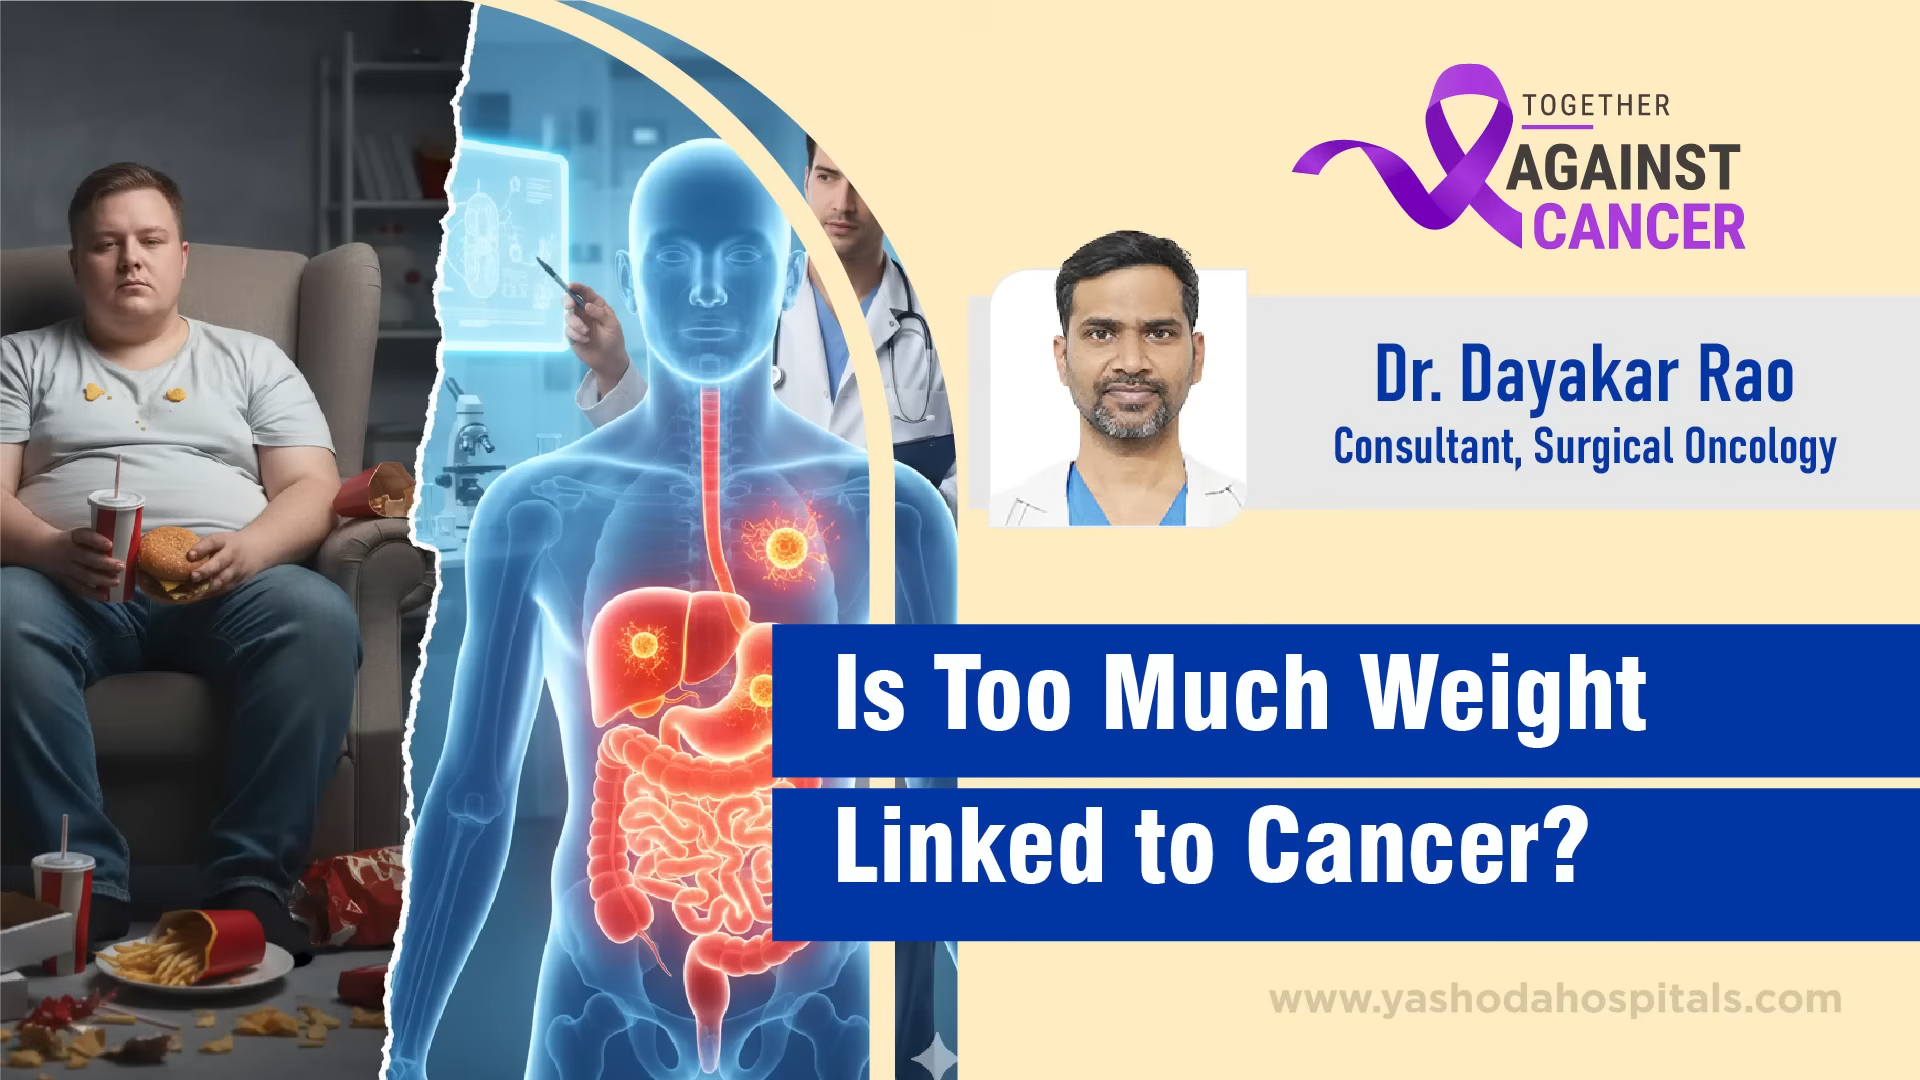 TOGETHER
AGAINST
CANCER
Dr. Dayakar Rao
Consultant, Surgical Oncology
Is Too Much Weight
Linked to Cancer?
www.yashodahospitals.com